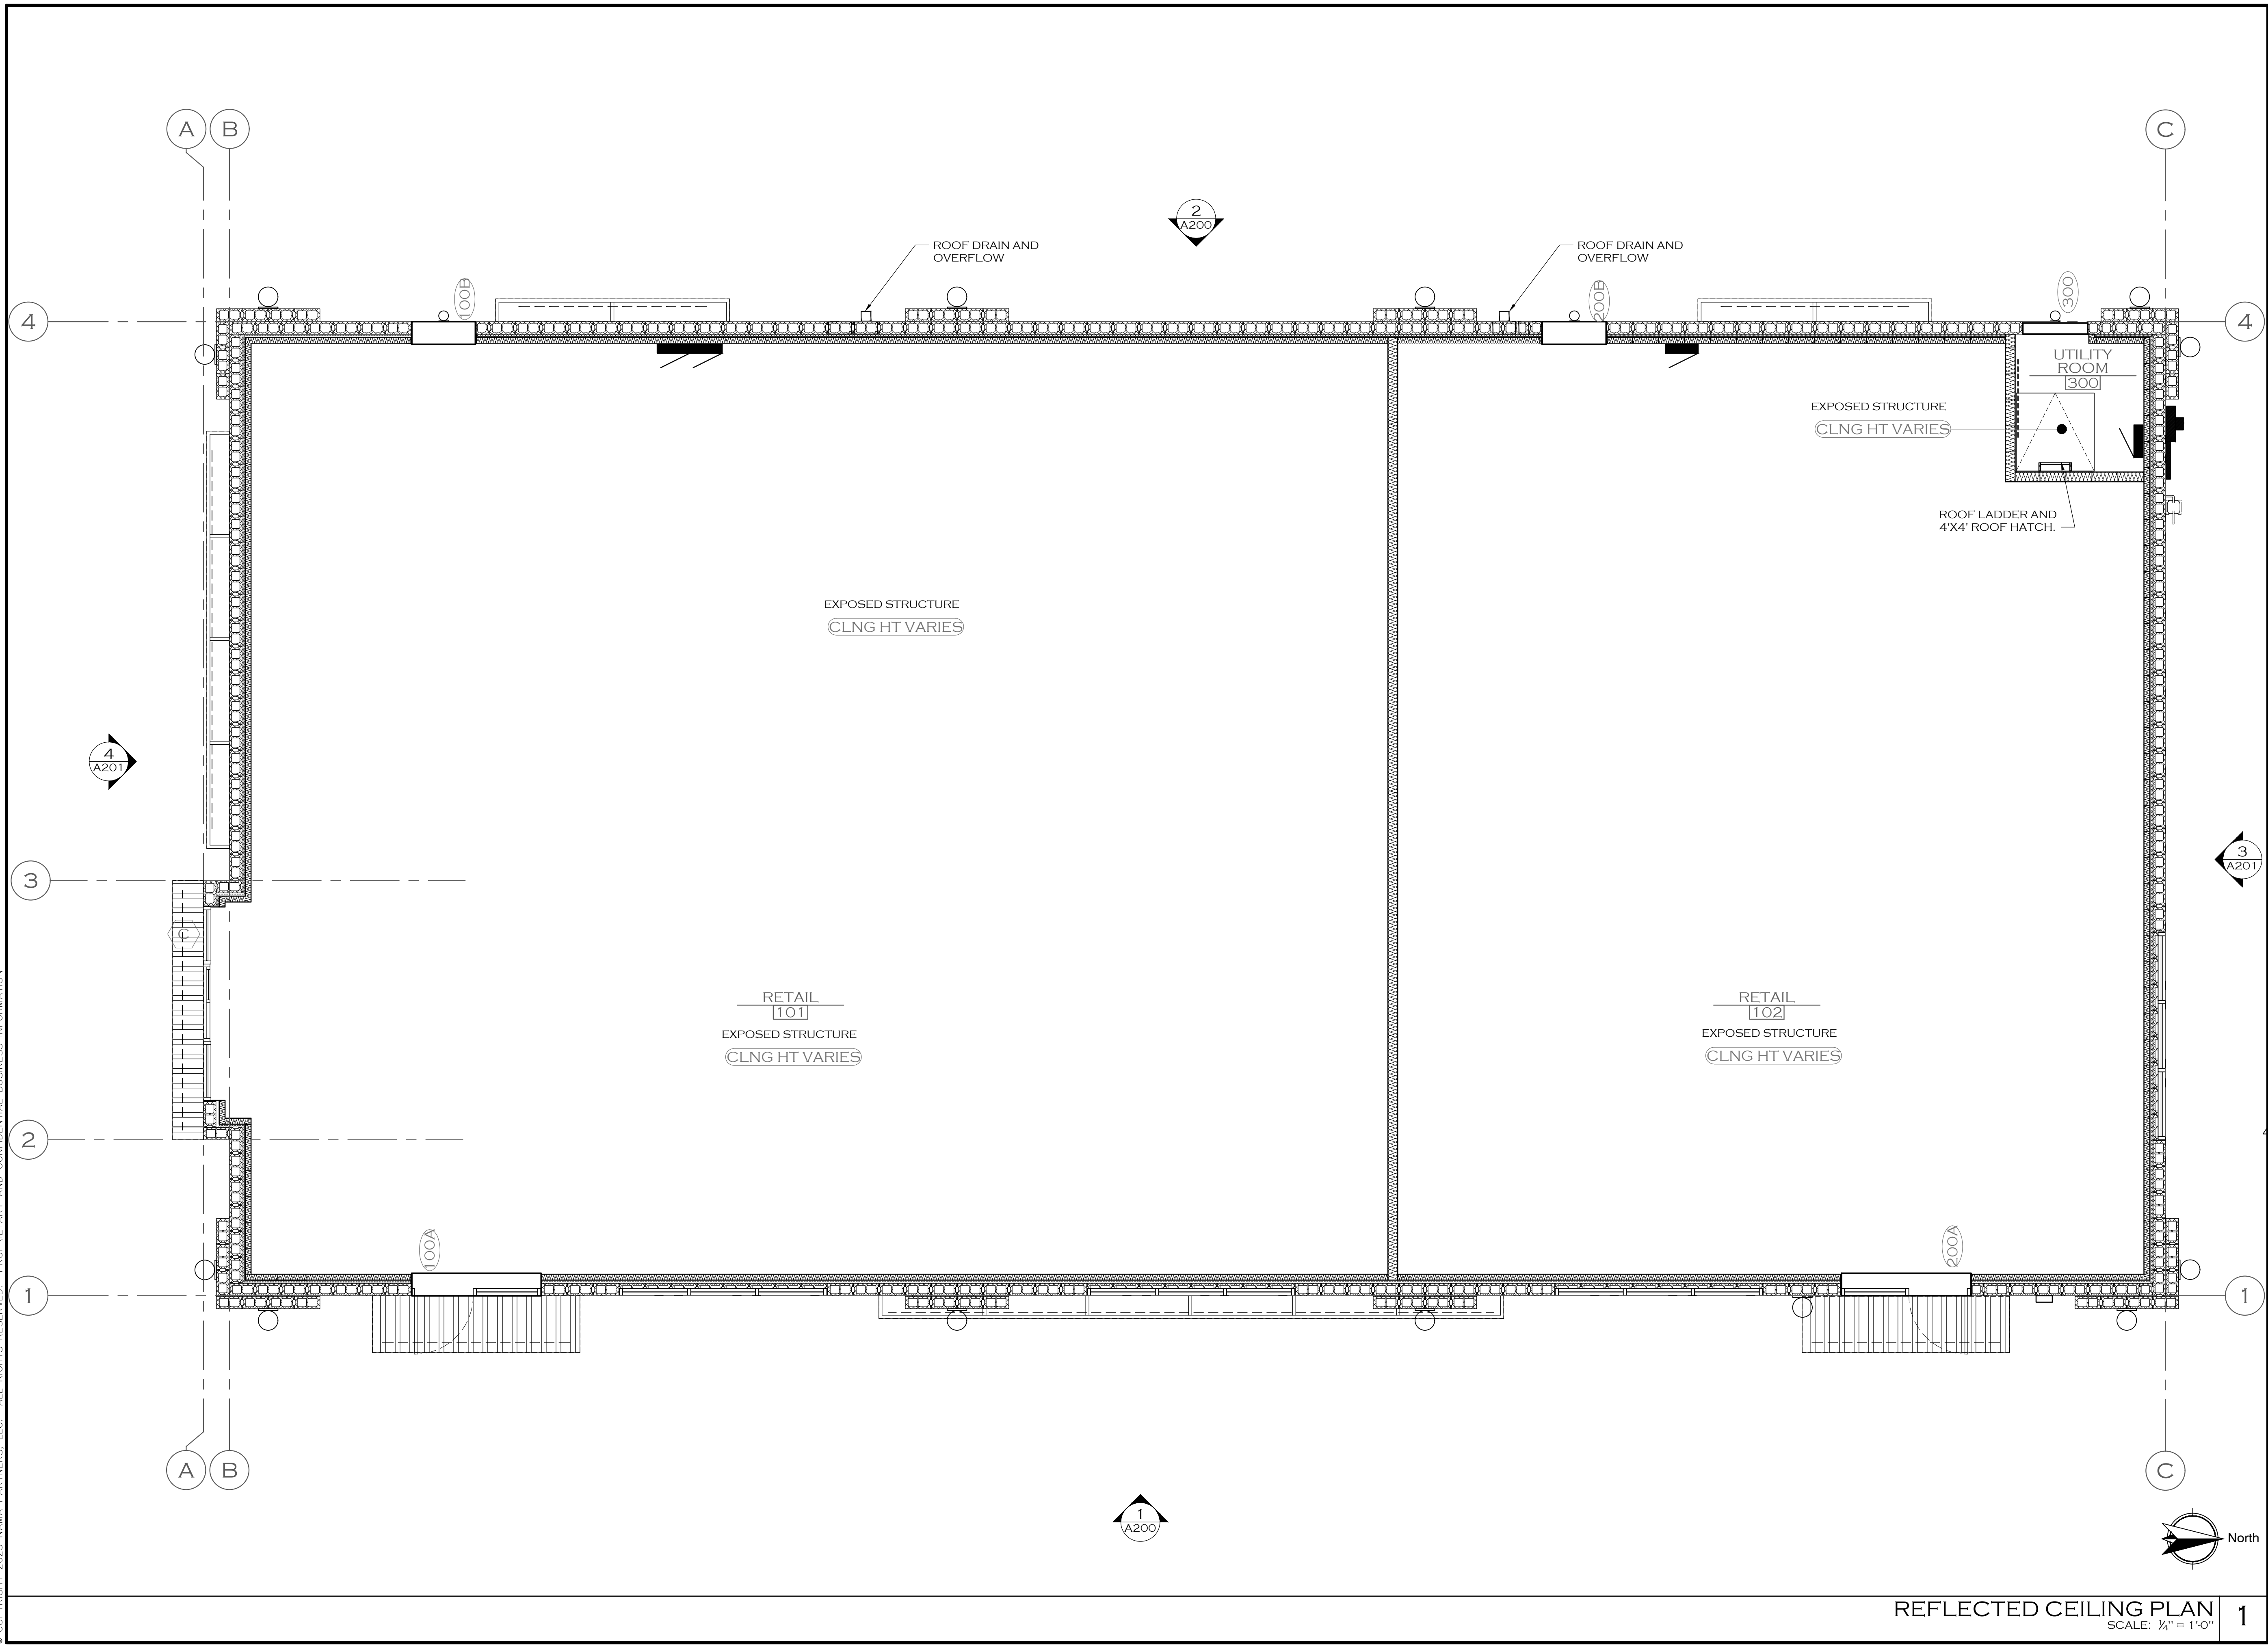 A
B
C
2
A200
ROOF DRAIN AND
OVERFLOW
ROOF DRAIN AND
OVERFLOW
100B
200B
300
4
4
UTILITY
ROOM
300
EXPOSED STRUCTURE
CLNG HT VARIES
ROOF LADDER AND
4'X4' ROOF HATCH.
EXPOSED STRUCTURE
CLNG HT VARIES
4
A201
3
A201
3
C
RETAIL
101
EXPOSED STRUCTURE
CLNG HT VARIES
RETAIL
102
EXPOSED STRUCTURE
CLNG HT VARIES
2
100A
200A
1
1
A
B
C
1
A200
North
REFLECTED CEILING PLAN
SCALE: ¼" = 1'-0"
1